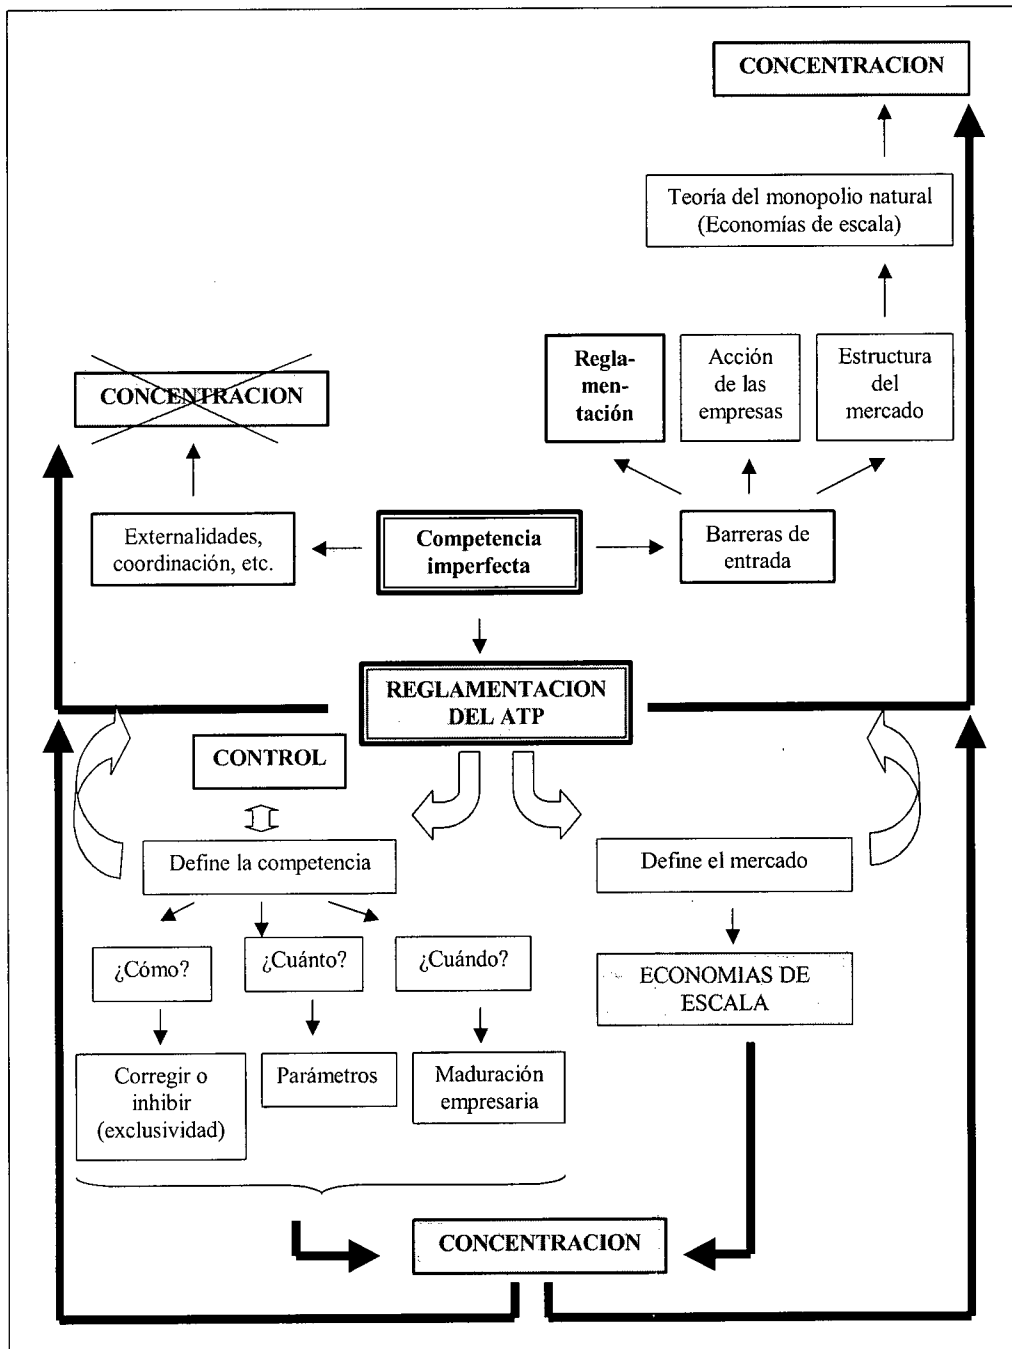 CONCENTRACION
Teoría del monopolio natural
(Economías de escala)
Regla-
men-
tación
Acción
de las
empresas
Estructura
del
mercado
CONCENTRACION
Externalidades,
coordinación, etc.
Competencia
imperfecta
Barreras de
entrada
REGLAMENTACION
DEL ATP
CONTROL
Define la competencia
Define el mercado
¿Cómo?
¿Cuánto?
¿Cuándo?
ECONOMIAS DE
ESCALA
Corregir o
inhibir
(exclusividad)
Parámetros
Maduración
empresaria
CONCENTRACION